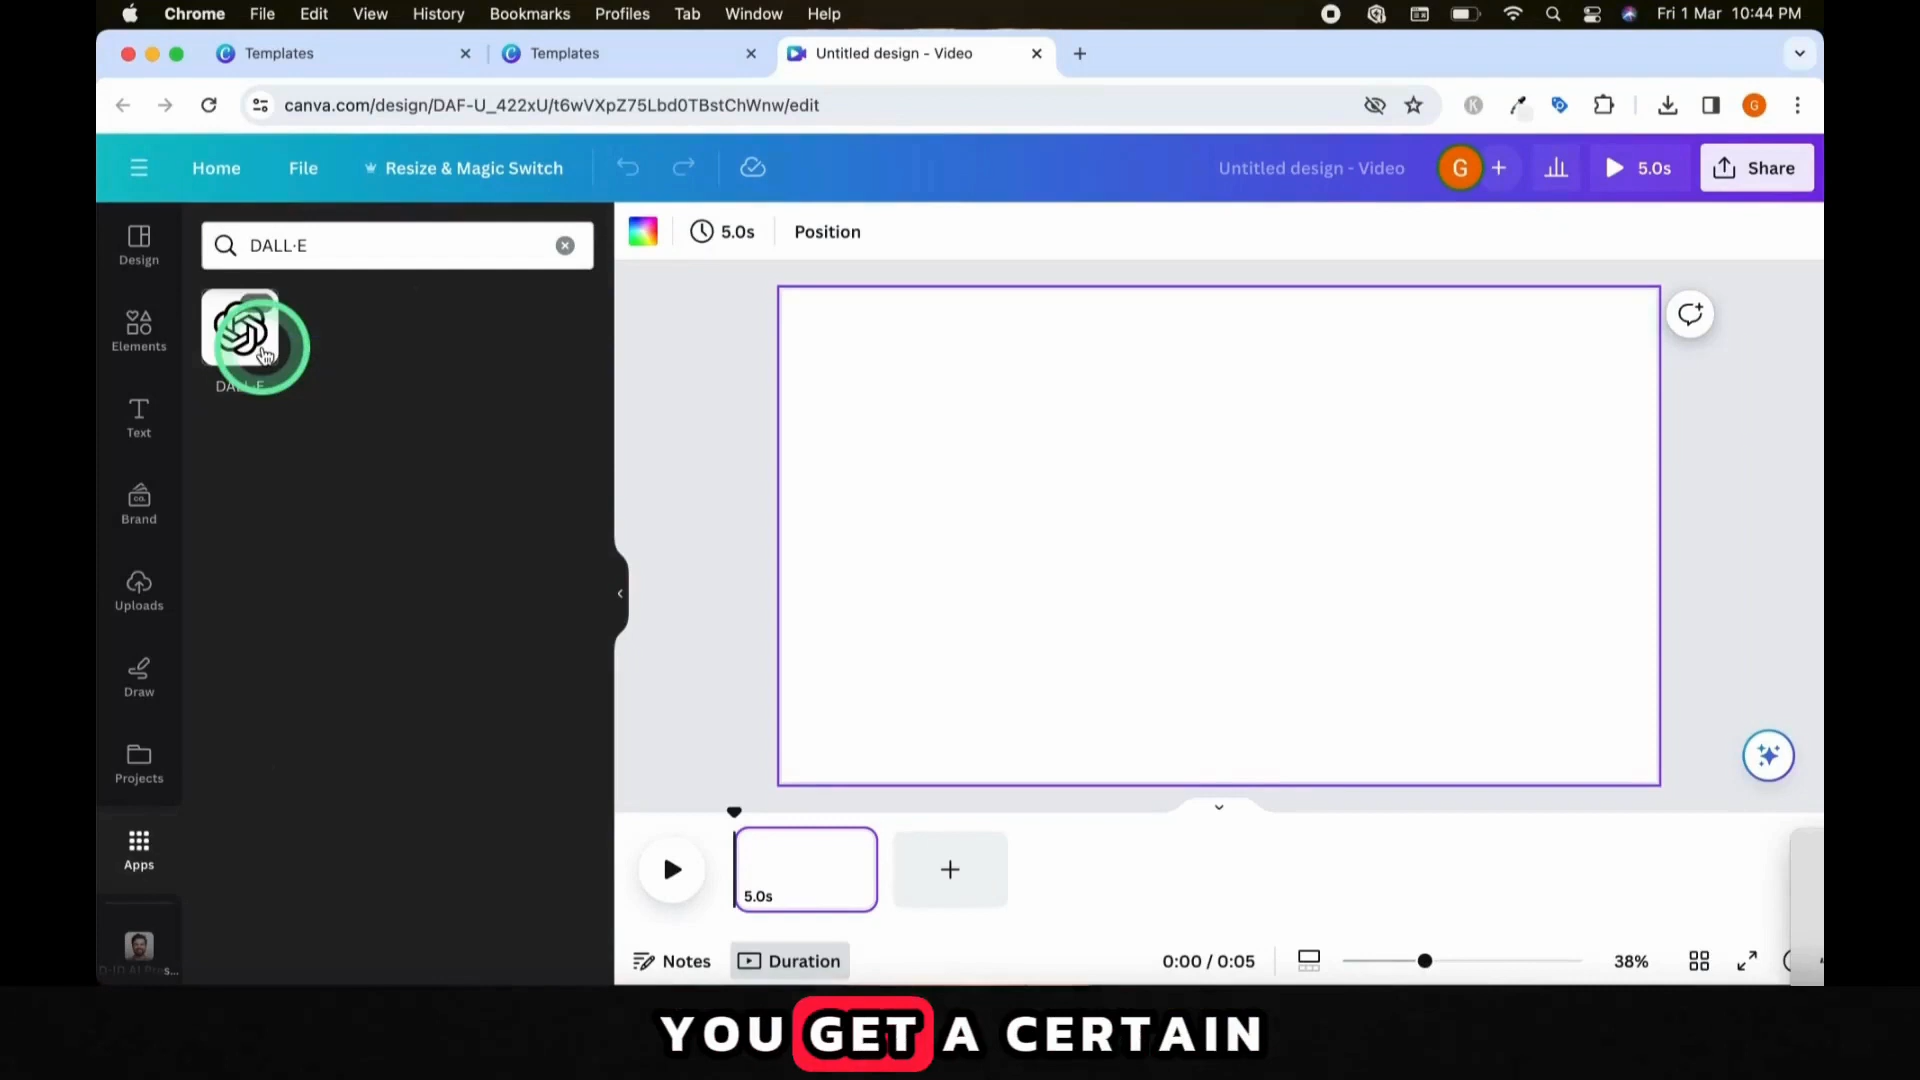 Chrome File Edit View History Bookmarks Profiles Tab Window Help Fri 1 Mar 10:44 PM
Templates Templates Untitled design - Video
canva.com/design/DAF-U_422xU/t6wVXpZ75Lbd0TBstChWnw/edit K G
Home File Resize & Magic Switch Untitled design - Video G 5.0s Share
DALL·E
5.0s Position
Design
Elements
Text
CO.
Brand
Uploads
Draw
Projects
Apps
DALL·E
5.0s
Notes Duration 0:00 / 0:05 38%
YOU GET A CERTAIN